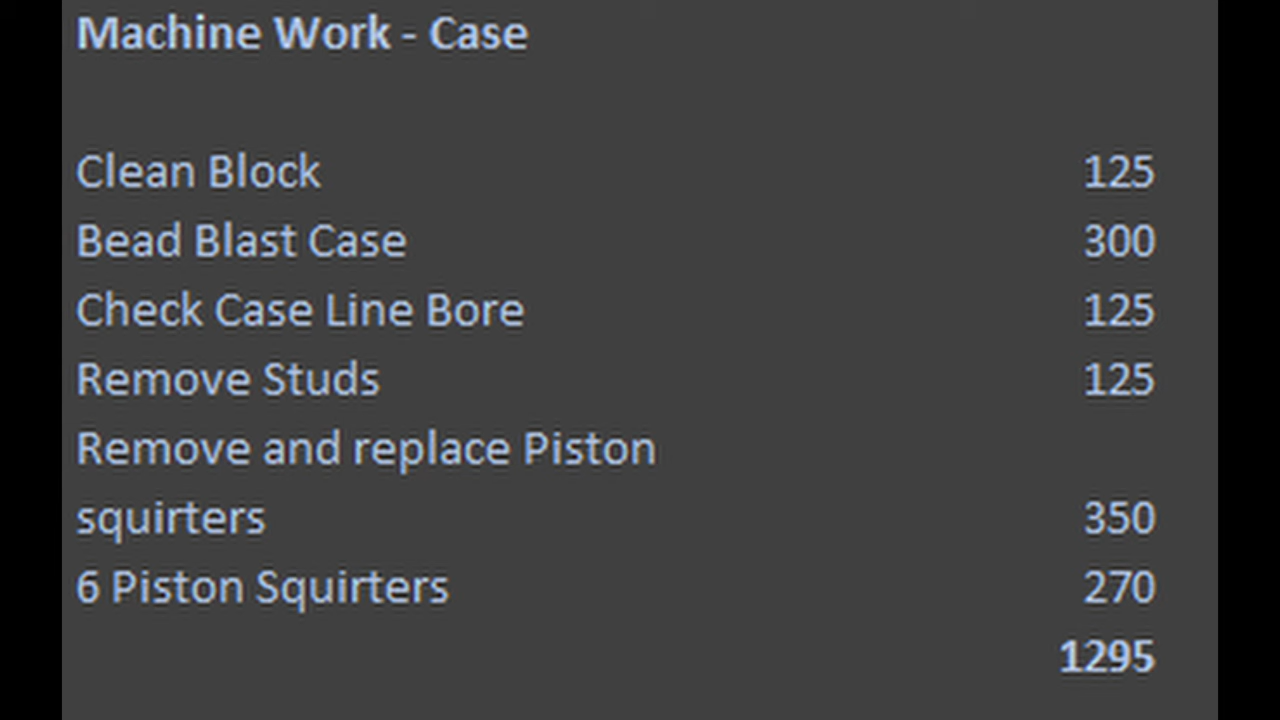 Machine Work - Case
Clean Block 125
Bead Blast Case 300
Check Case Line Bore 125
Remove Studs 125
Remove and replace Piston
squirters 350
6 Piston Squirters 270
1295